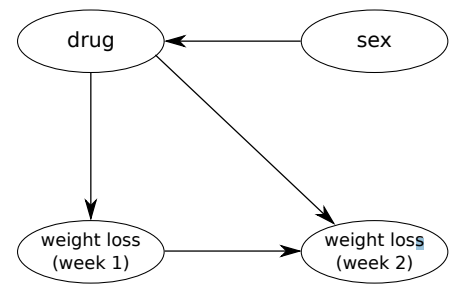 drug
sex
weight loss
(week 1)
weight loss
(week 2)